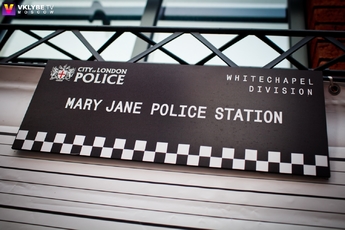 VKLYBE.TV
MOSCOW
CITY OF LONDON
POLICE
WHITECHAPEL
DIVISION
MARY JANE POLICE STATION